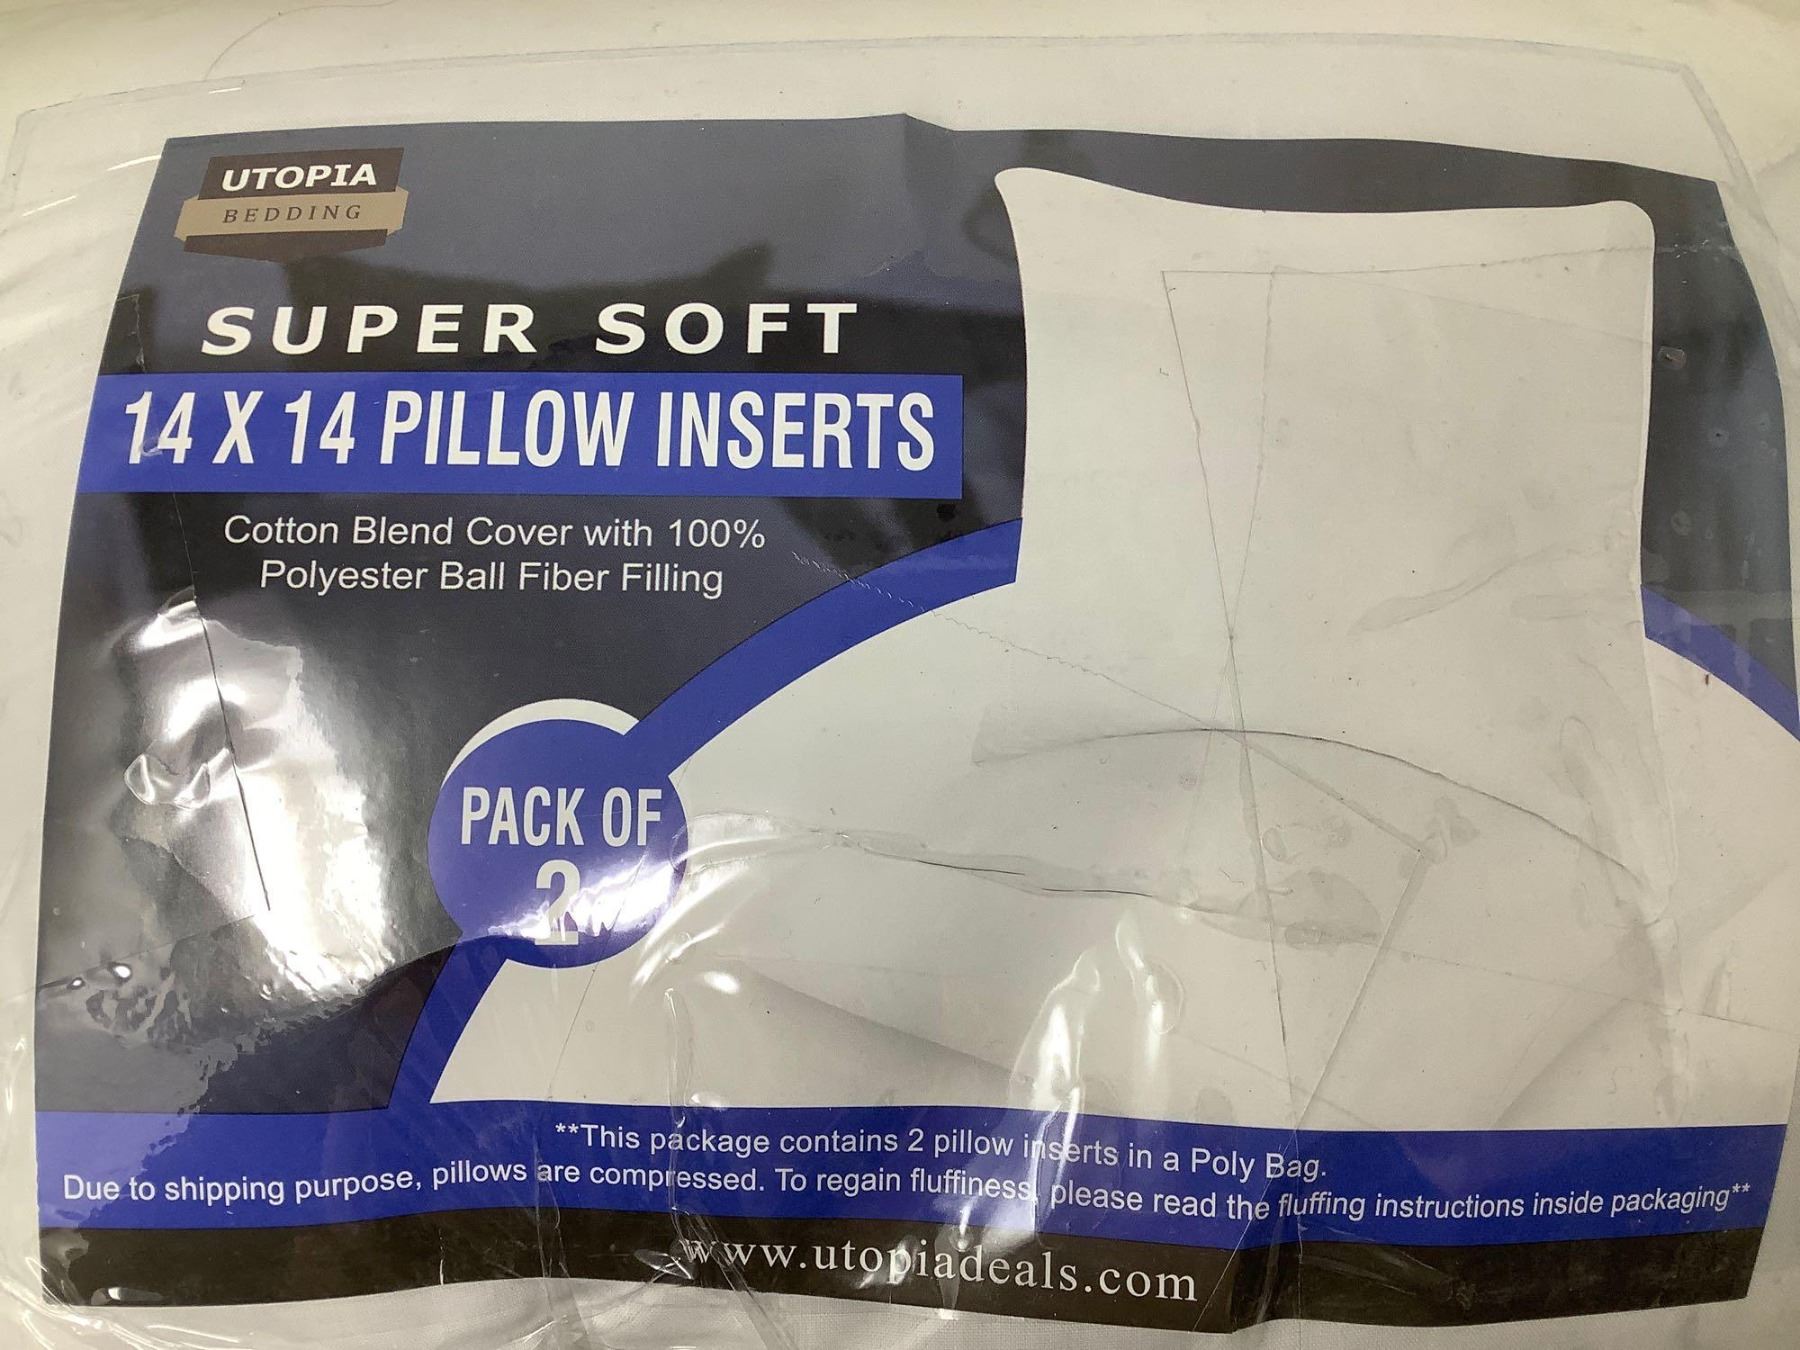 UTOPIA
BEDDING
SUPER SOFT
14 X 14 PILLOW INSERTS
Cotton Blend Cover with 100%
Polyester Ball Fiber Filling
PACK OF
2
**This package contains 2 pillow inserts in a Poly Bag.
Due to shipping purpose, pillows are compressed. To regain fluffiness, please read the fluffing instructions inside packaging**
www.utopiadeals.com